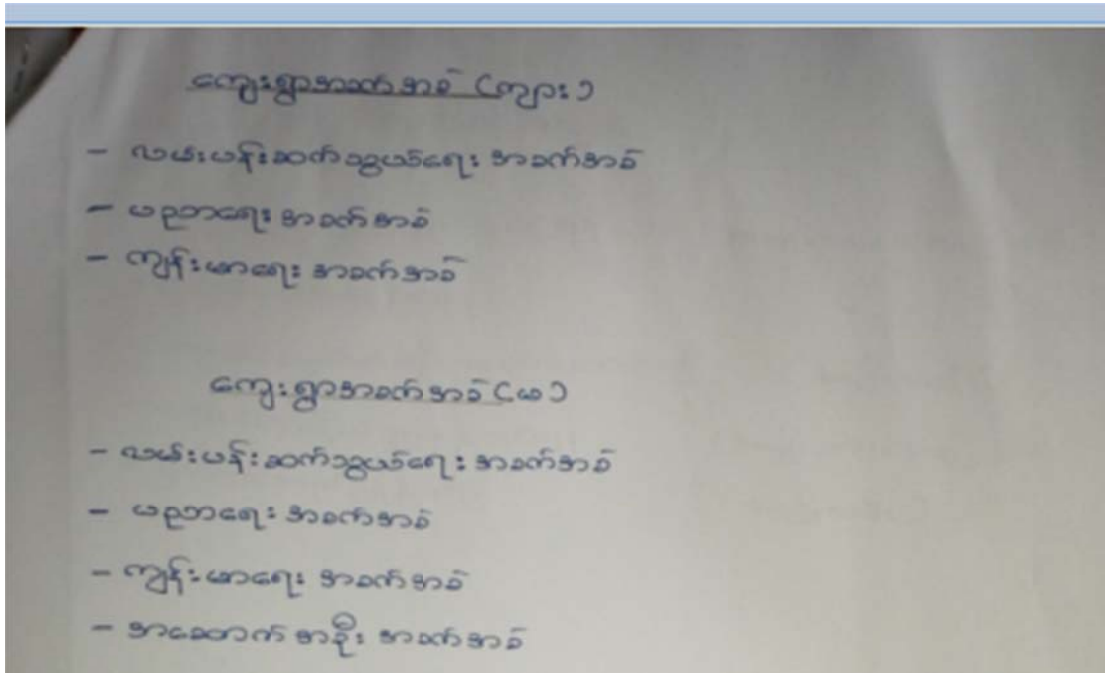 ကျေးရွာအခက်အခဲ (ကျား)
- လမ်းပန်းဆက်သွယ်ရေး အခက်အခဲ
- ပညာရေး အခက်အခဲ
- ကျန်းမာရေး အခက်အခဲ
ကျေးရွာအခက်အခဲ (မ)
- လမ်းပန်းဆက်သွယ်ရေး အခက်အခဲ
- ပညာရေး အခက်အခဲ
- ကျန်းမာရေး အခက်အခဲ
- အဆောက်အဦး အခက်အခဲ